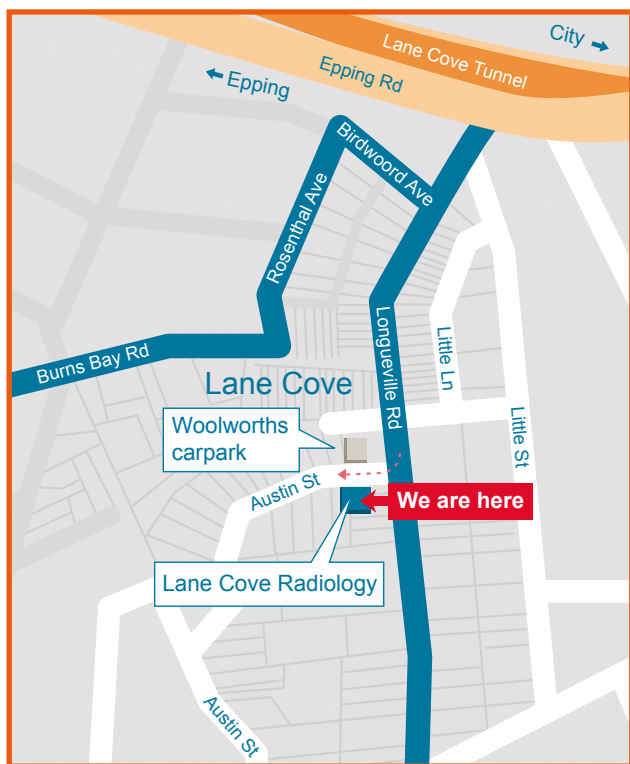 City
Lane Cove Tunnel
Epping Rd
Epping
Birdwoord Ave
Rosenthal Ave
Burns Bay Rd
Lane Cove
Longueville Rd
Little Ln
Little St
Woolworths
carpark
Austin St
We are here
Lane Cove Radiology
Austin St